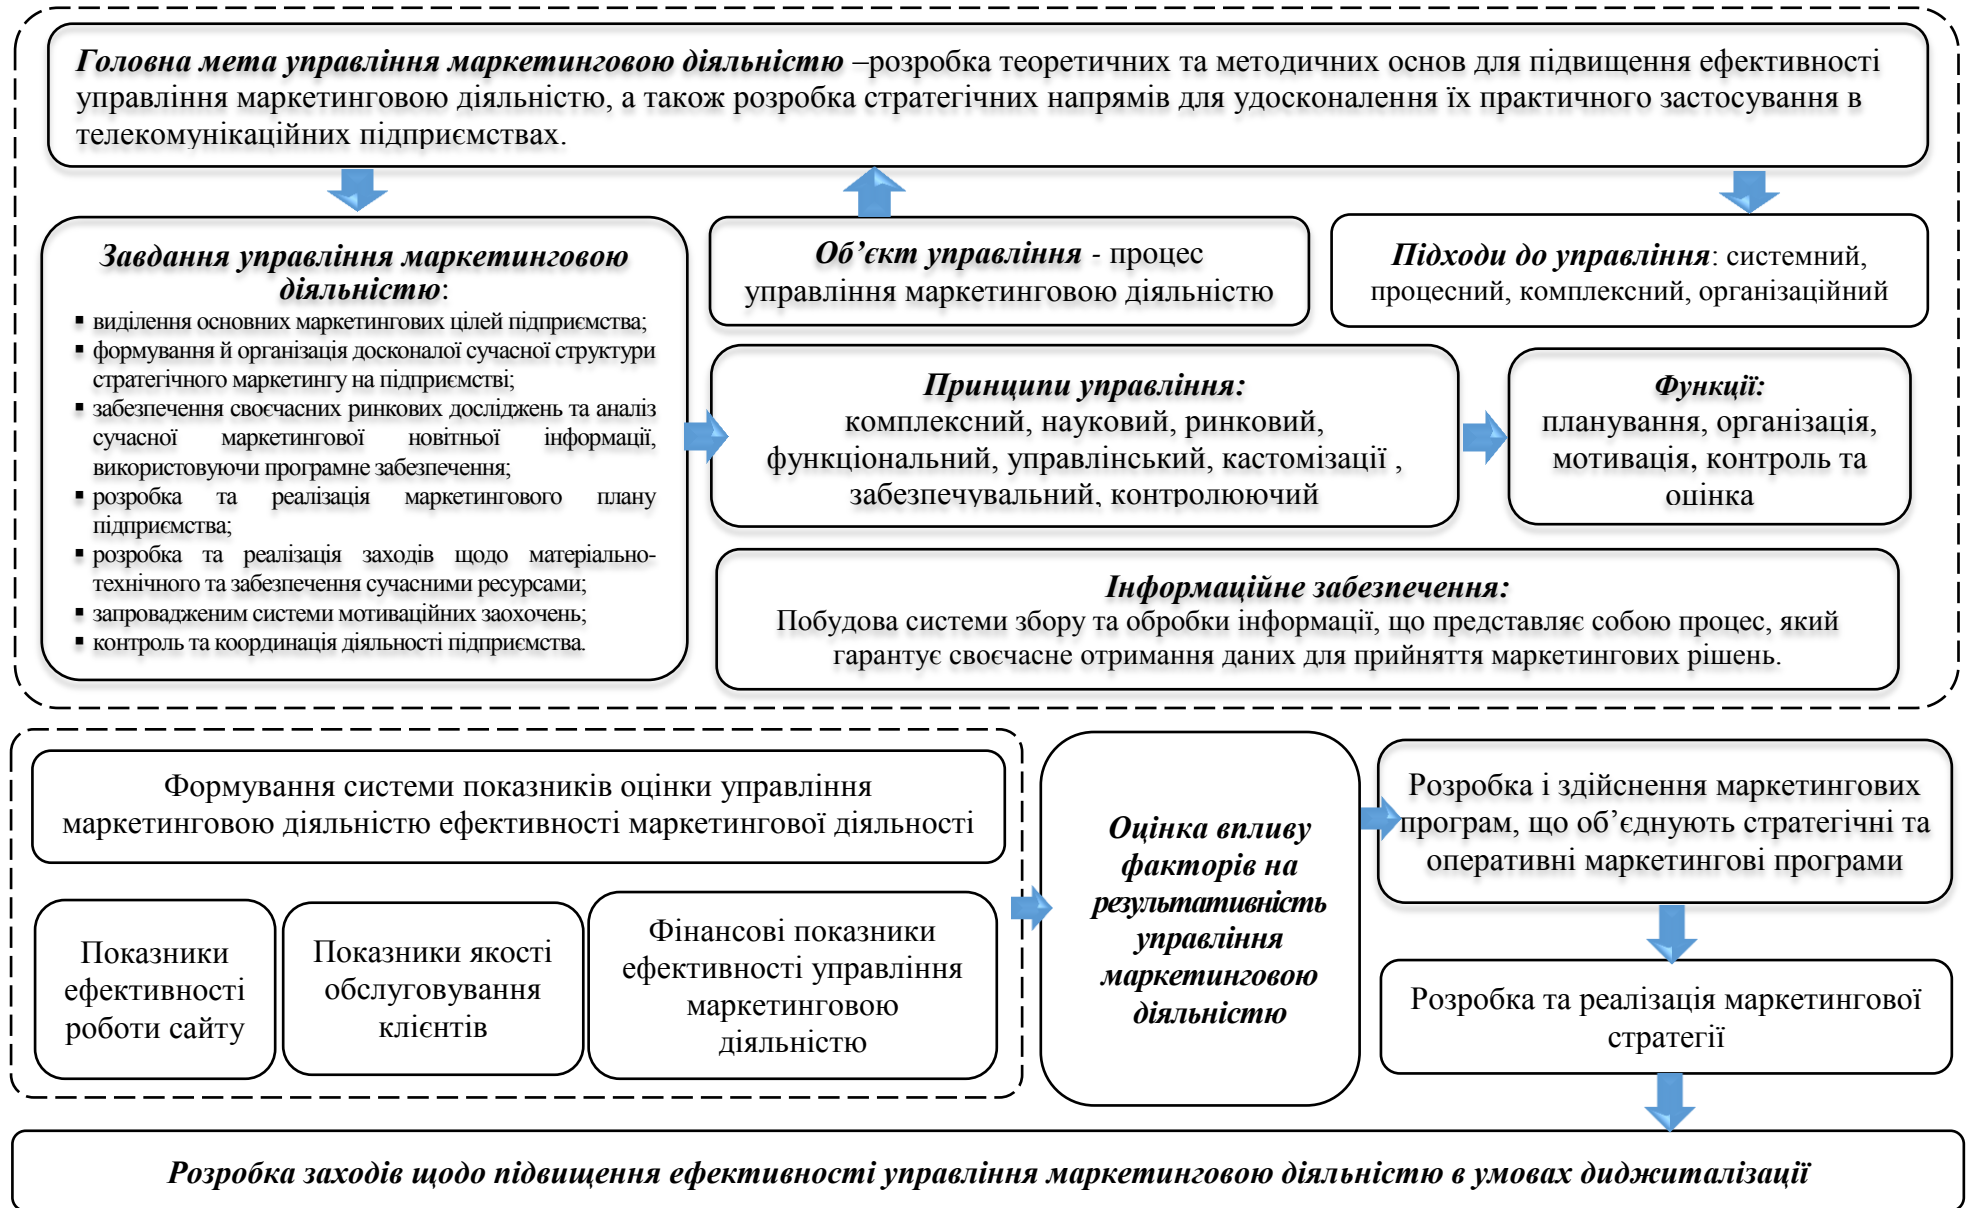 Головна мета управління маркетинговою діяльністю –розробка теоретичних та методичних основ для підвищення ефективності
управління маркетинговою діяльністю, а також розробка стратегічних напрямів для удосконалення їх практичного застосування в
телекомунікаційних підприємствах.
Завдання управління маркетинговою
діяльністю:
▪ виділення основних маркетингових цілей підприємства;
▪ формування й організація досконалої сучасної структури
стратегічного маркетингу на підприємстві;
▪ забезпечення своєчасних ринкових досліджень та аналіз
сучасної маркетингової новітньої інформації,
використовуючи програмне забезпечення;
▪ розробка та реалізація маркетингового плану
підприємства;
▪ розробка та реалізація заходів щодо матеріально-
технічного та забезпечення сучасними ресурсами;
▪ запровадженим системи мотиваційних заохочень;
▪ контроль та координація діяльності підприємства.
Об’єкт управління - процес
управління маркетинговою діяльністю
Підходи до управління: системний,
процесний, комплексний, організаційний
Принципи управління:
комплексний, науковий, ринковий,
функціональний, управлінський, кастомізації ,
забезпечувальний, контролюючий
Функції:
планування, організація,
мотивація, контроль та
оцінка
Інформаційне забезпечення:
Побудова системи збору та обробки інформації, що представляє собою процес, який
гарантує своєчасне отримання даних для прийняття маркетингових рішень.
Формування системи показників оцінки управління
маркетинговою діяльністю ефективності маркетингової діяльності
Показники
ефективності
роботи сайту
Показники якості
обслуговування
клієнтів
Фінансові показники
ефективності управління
маркетинговою
діяльністю
Оцінка впливу
факторів на
результативність
управління
маркетинговою
діяльністю
Розробка і здійснення маркетингових
програм, що об’єднують стратегічні та
оперативні маркетингові програми
Розробка та реалізація маркетингової
стратегії
Розробка заходів щодо підвищення ефективності управління маркетинговою діяльністю в умовах диджиталізації